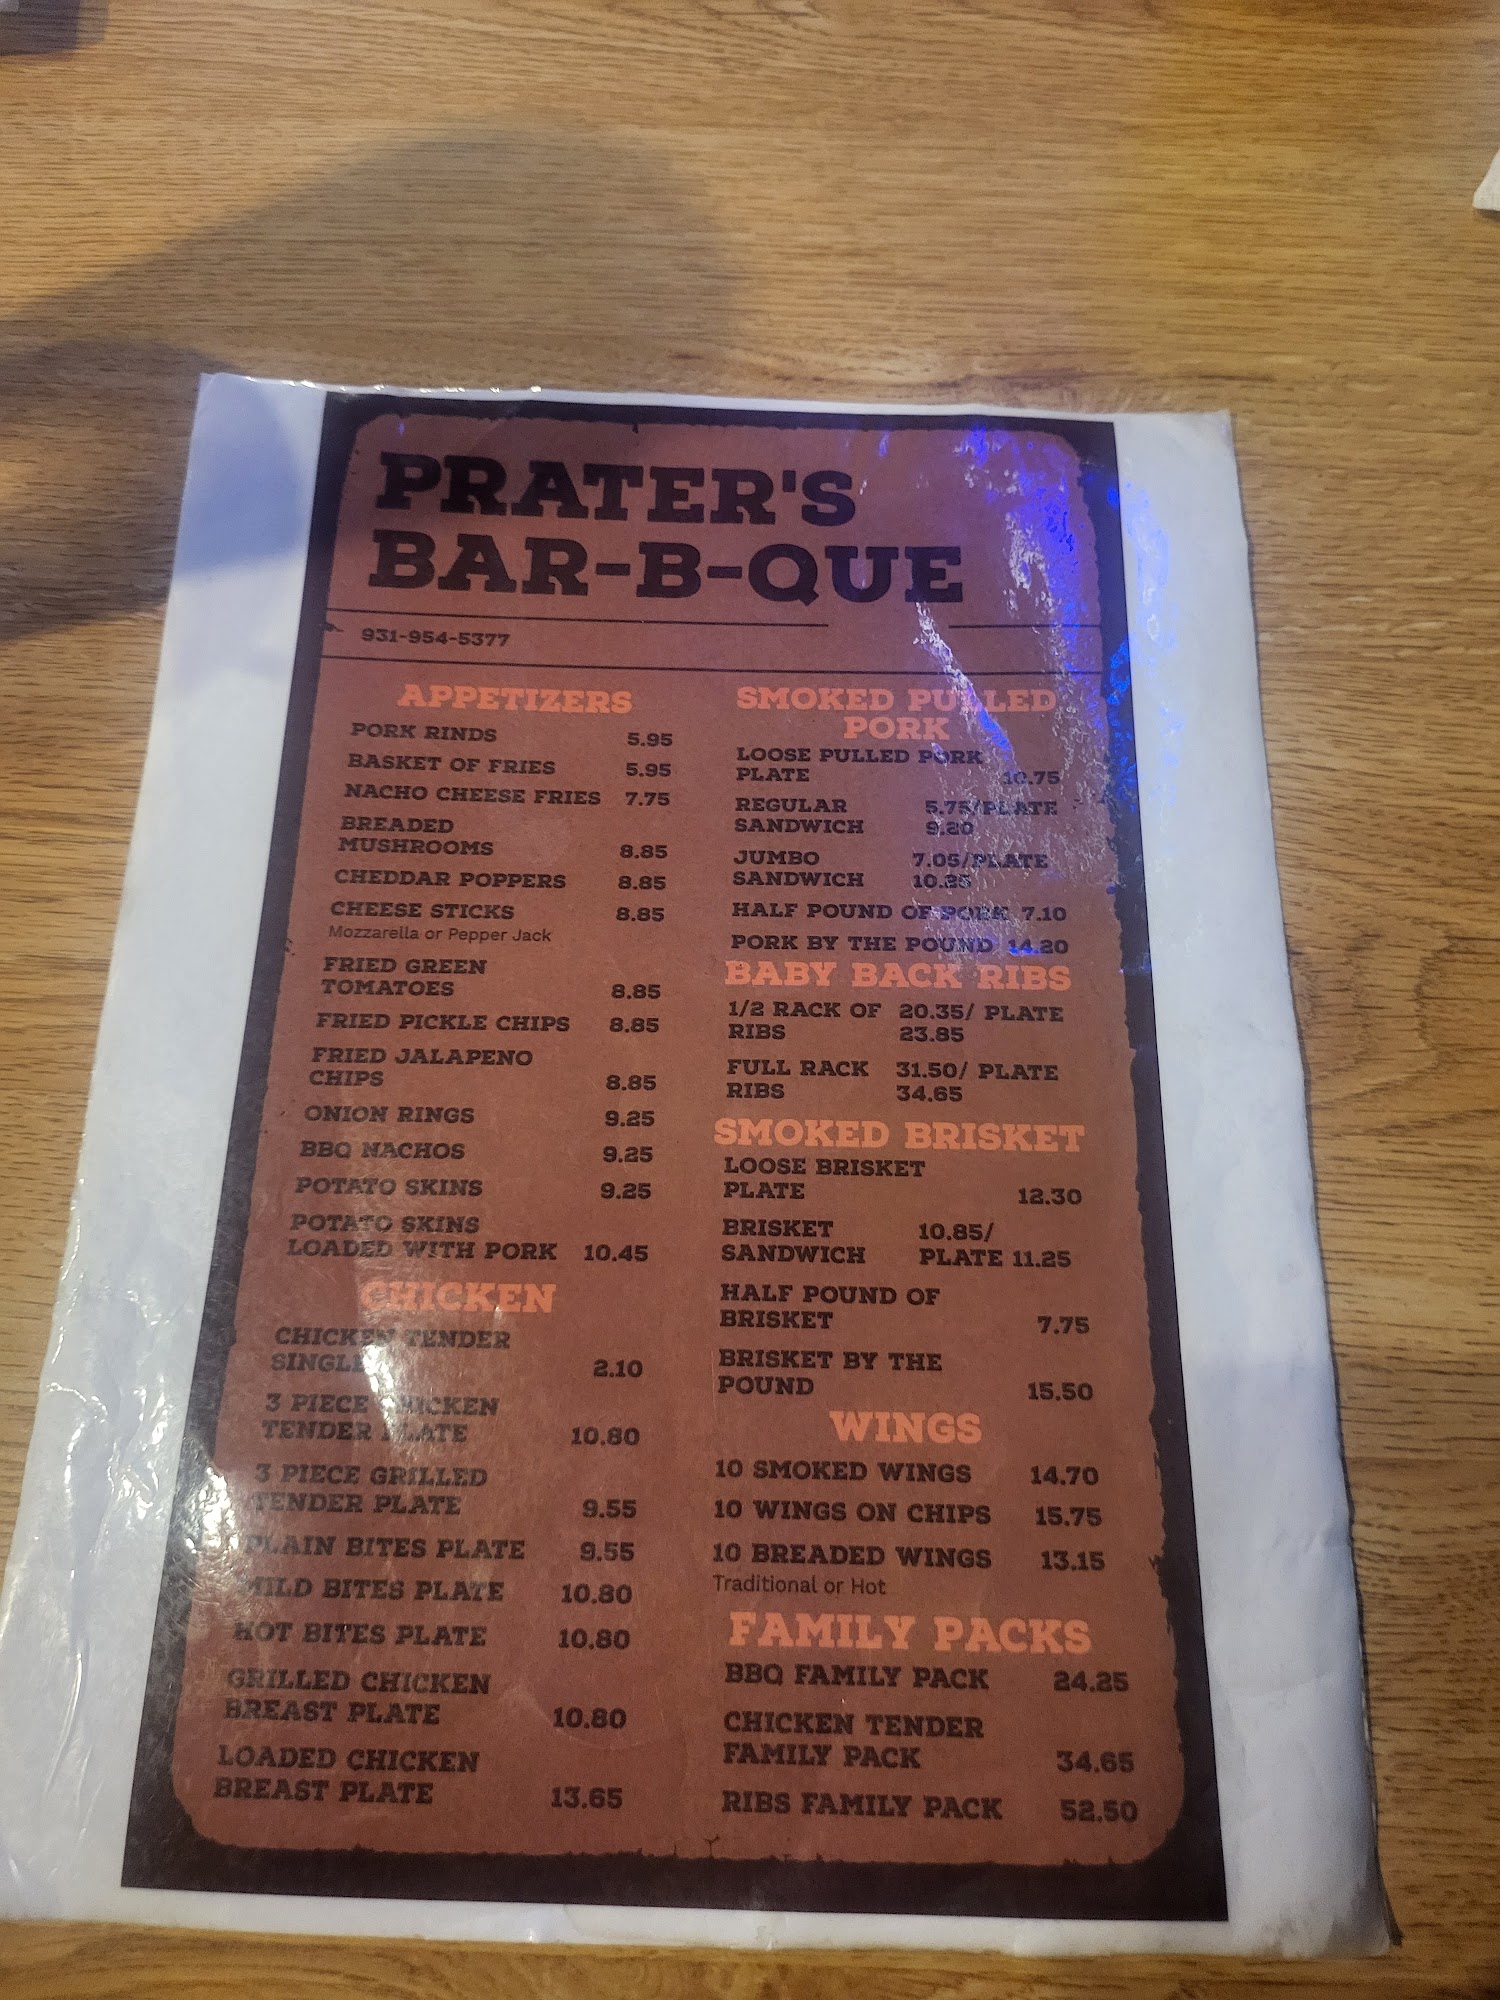 PRATER'S
BAR-B-QUE
931-954-5377
APPETIZERS
PORK RINDS 5.95
BASKET OF FRIES 5.95
NACHO CHEESE FRIES 7.75
BREADED
MUSHROOMS 8.85
CHEDDAR POPPERS 8.85
CHEESE STICKS 8.85
Mozzarella or Pepper Jack
FRIED GREEN
TOMATOES 8.85
FRIED PICKLE CHIPS 8.85
FRIED JALAPENO
CHIPS 8.85
ONION RINGS 9.25
BBQ NACHOS 9.25
POTATO SKINS 9.25
POTATO SKINS
LOADED WITH PORK 10.45
CHICKEN
CHICKEN TENDER
SINGLE 2.10
3 PIECE CHICKEN
TENDER PLATE 10.80
3 PIECE GRILLED
TENDER PLATE 9.55
PLAIN BITES PLATE 9.55
MILD BITES PLATE 10.80
HOT BITES PLATE 10.80
GRILLED CHICKEN
BREAST PLATE 10.80
LOADED CHICKEN
BREAST PLATE 13.65
SMOKED PULLED
PORK
LOOSE PULLED PORK
PLATE 10.75
REGULAR 5.75/PLATE
SANDWICH 9.20
JUMBO 7.05/PLATE
SANDWICH 10.25
HALF POUND OF PORK 7.10
PORK BY THE POUND 14.20
BABY BACK RIBS
1/2 RACK OF 20.35/ PLATE
RIBS 23.85
FULL RACK 31.50/ PLATE
RIBS 34.65
SMOKED BRISKET
LOOSE BRISKET
PLATE 12.30
BRISKET 10.85/
SANDWICH PLATE 11.25
HALF POUND OF
BRISKET 7.75
BRISKET BY THE
POUND 15.50
WINGS
10 SMOKED WINGS 14.70
10 WINGS ON CHIPS 15.75
10 BREADED WINGS 13.15
Traditional or Hot
FAMILY PACKS
BBQ FAMILY PACK 24.25
CHICKEN TENDER
FAMILY PACK 34.65
RIBS FAMILY PACK 52.50